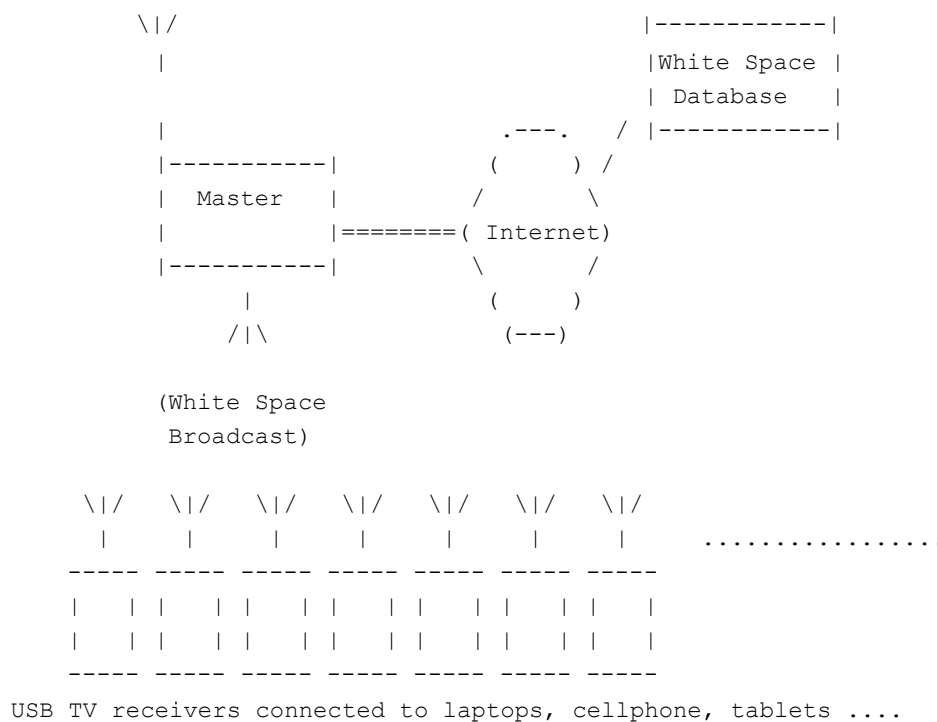 White Space
Database
Master
Internet
(White Space
Broadcast)
USB TV receivers connected to laptops, cellphone, tablets ....